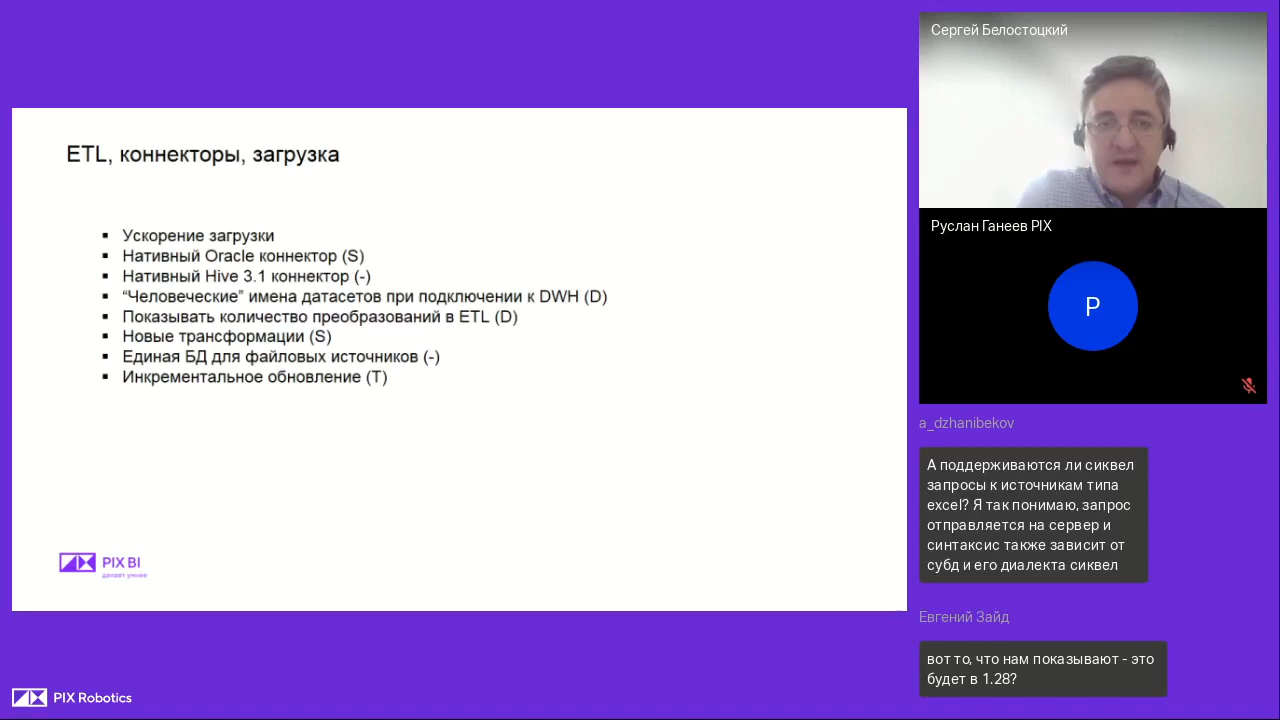 ETL, коннекторы, загрузка
▪ Ускорение загрузки
▪ Нативный Oracle коннектор (S)
▪ Нативный Hive 3.1 коннектор (-)
▪ “Человеческие” имена датасетов при подключении к DWH (D)
▪ Показывать количество преобразований в ETL (D)
▪ Новые трансформации (S)
▪ Единая БД для файловых источников (-)
▪ Инкрементальное обновление (T)
PIX BI
делает умнее
PIX Robotics
Сергей Белостоцкий
Руслан Ганеев PIX
Р
a_dzhanibekov
А поддерживаются ли сиквел
запросы к источникам типа
excel? Я так понимаю, запрос
отправляется на сервер и
синтаксис также зависит от
субд и его диалекта сиквел
Евгений Зайд
вот то, что нам показывают - это
будет в 1.28?